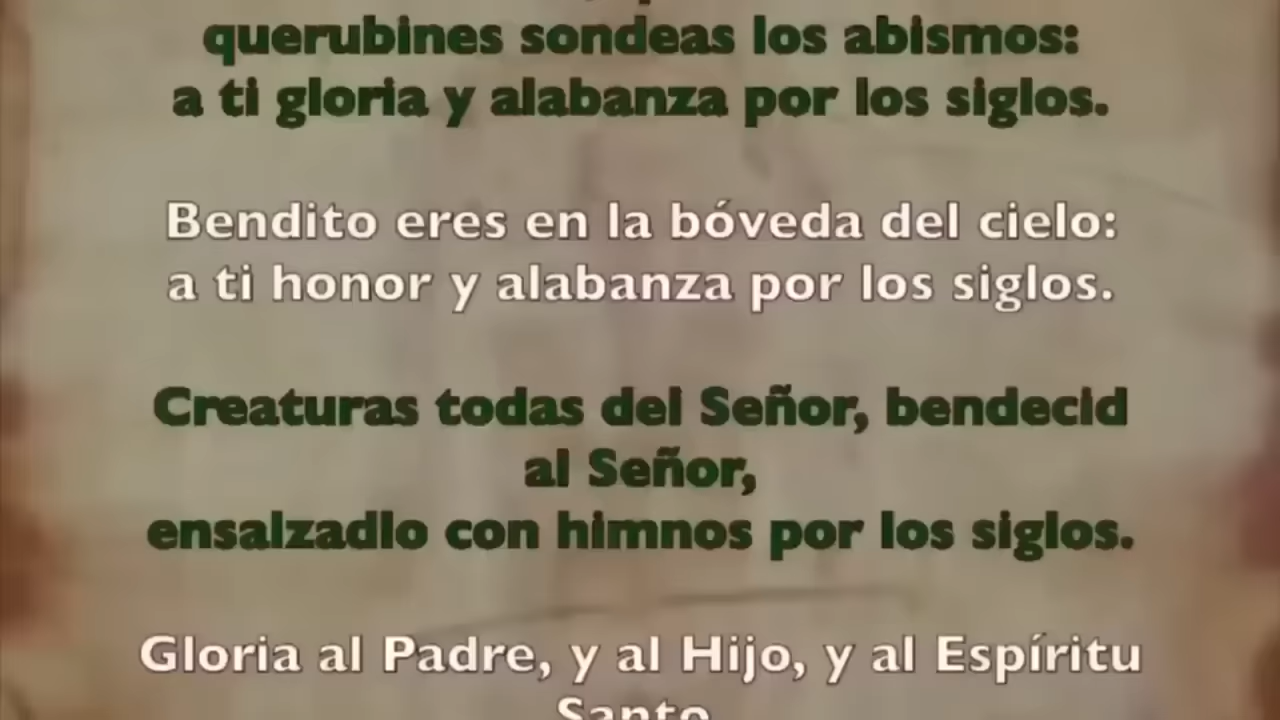 querubines sondeas los abismos:
a ti gloria y alabanza por los siglos.
Bendito eres en la bóveda del cielo:
a ti honor y alabanza por los siglos.
Creaturas todas del Señor, bendecid
al Señor,
ensalzadlo con himnos por los siglos.
Gloria al Padre, y al Hijo, y al Espíritu
Santo